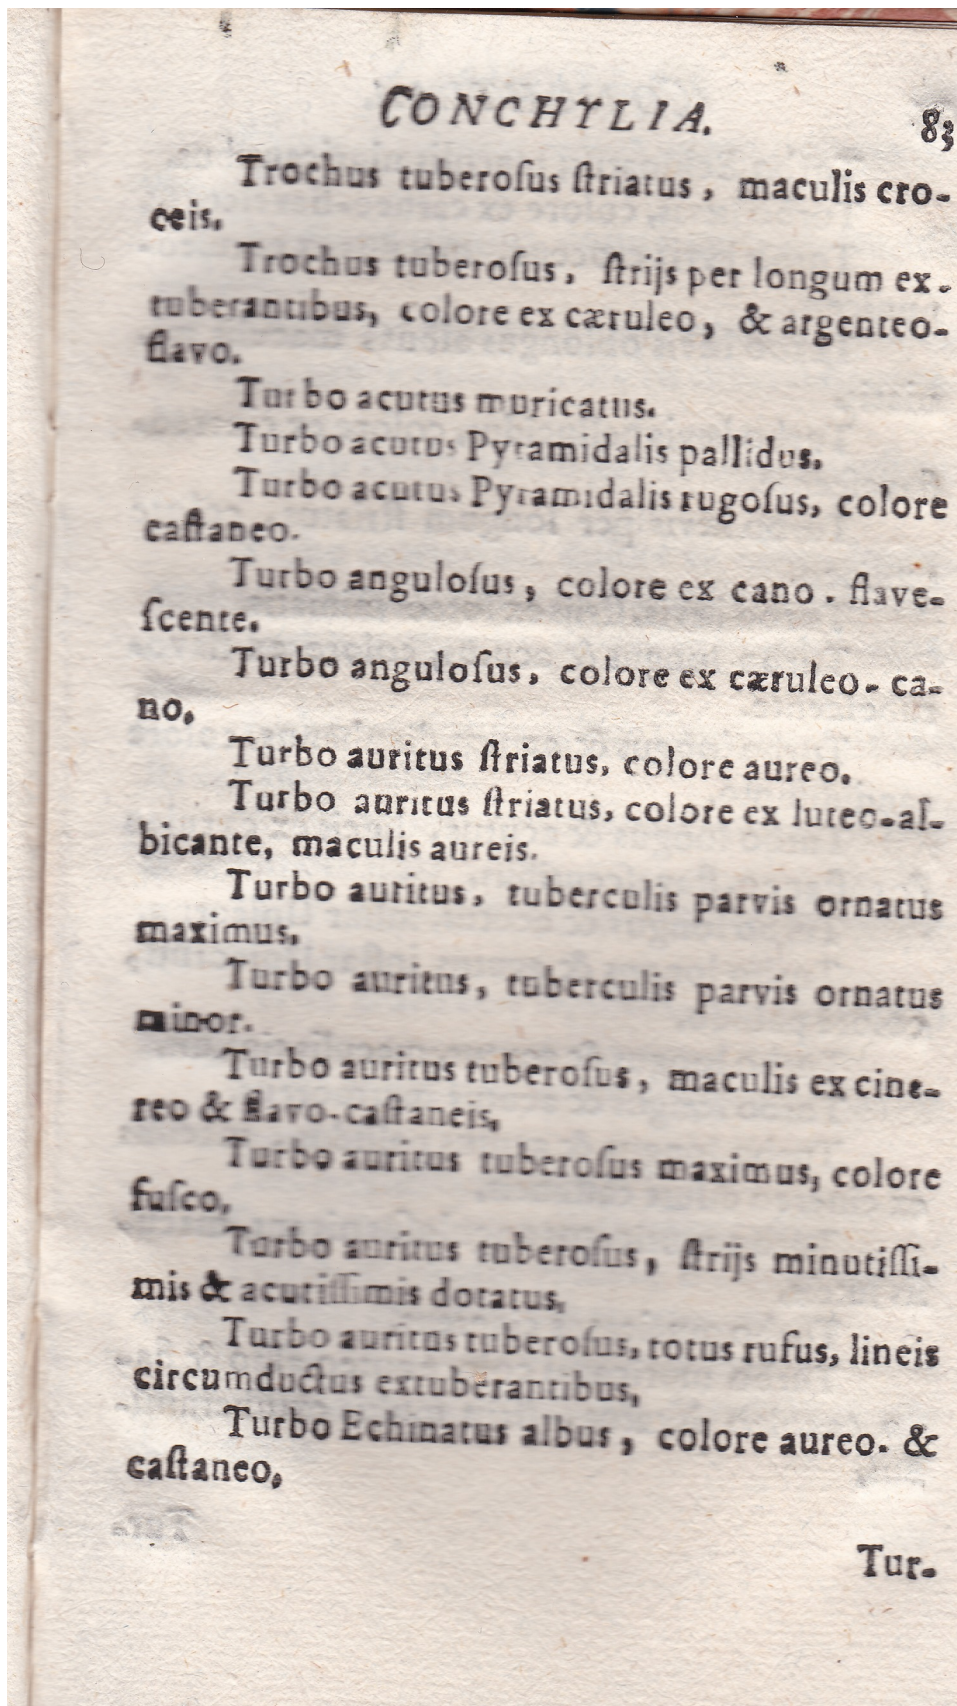 CONCHYLIA. 83
Trochus tuberoſus ſtriatus, maculis cro-
ceis.
Trochus tuberoſus, ſtrijs per longum ex-
tuberantibus, colore ex cæruleo, & argenteo-
flavo.
Turbo acutus muricatus.
Turbo acutus Pyramidalis pallidus.
Turbo acutus Pyramidalis rugoſus, colore
caſtaneo.
Turbo anguloſus, colore ex cano. flave-
ſcente.
Turbo anguloſus, colore ex cæruleo-ca-
no.
Turbo auritus ſtriatus, colore aureo.
Turbo auritus ſtriatus, colore ex luteo-al-
bicante, maculis aureis.
Turbo auritus, tuberculis parvis ornatus
maximus.
Turbo auritus, tuberculis parvis ornatus
minor.
Turbo auritus tuberoſus, maculis ex cine-
reo & flavo-caſtaneis.
Turbo auritus tuberoſus maximus, colore
fuſco.
Turbo auritus tuberoſus, ſtrijs minutiſſi-
mis & acutiſſimis dotatus.
Turbo auritus tuberoſus, totus rufus, lineis
circumductus extuberantibus.
Turbo Echinatus albus, colore aureo. &
caſtaneo.
Tur-